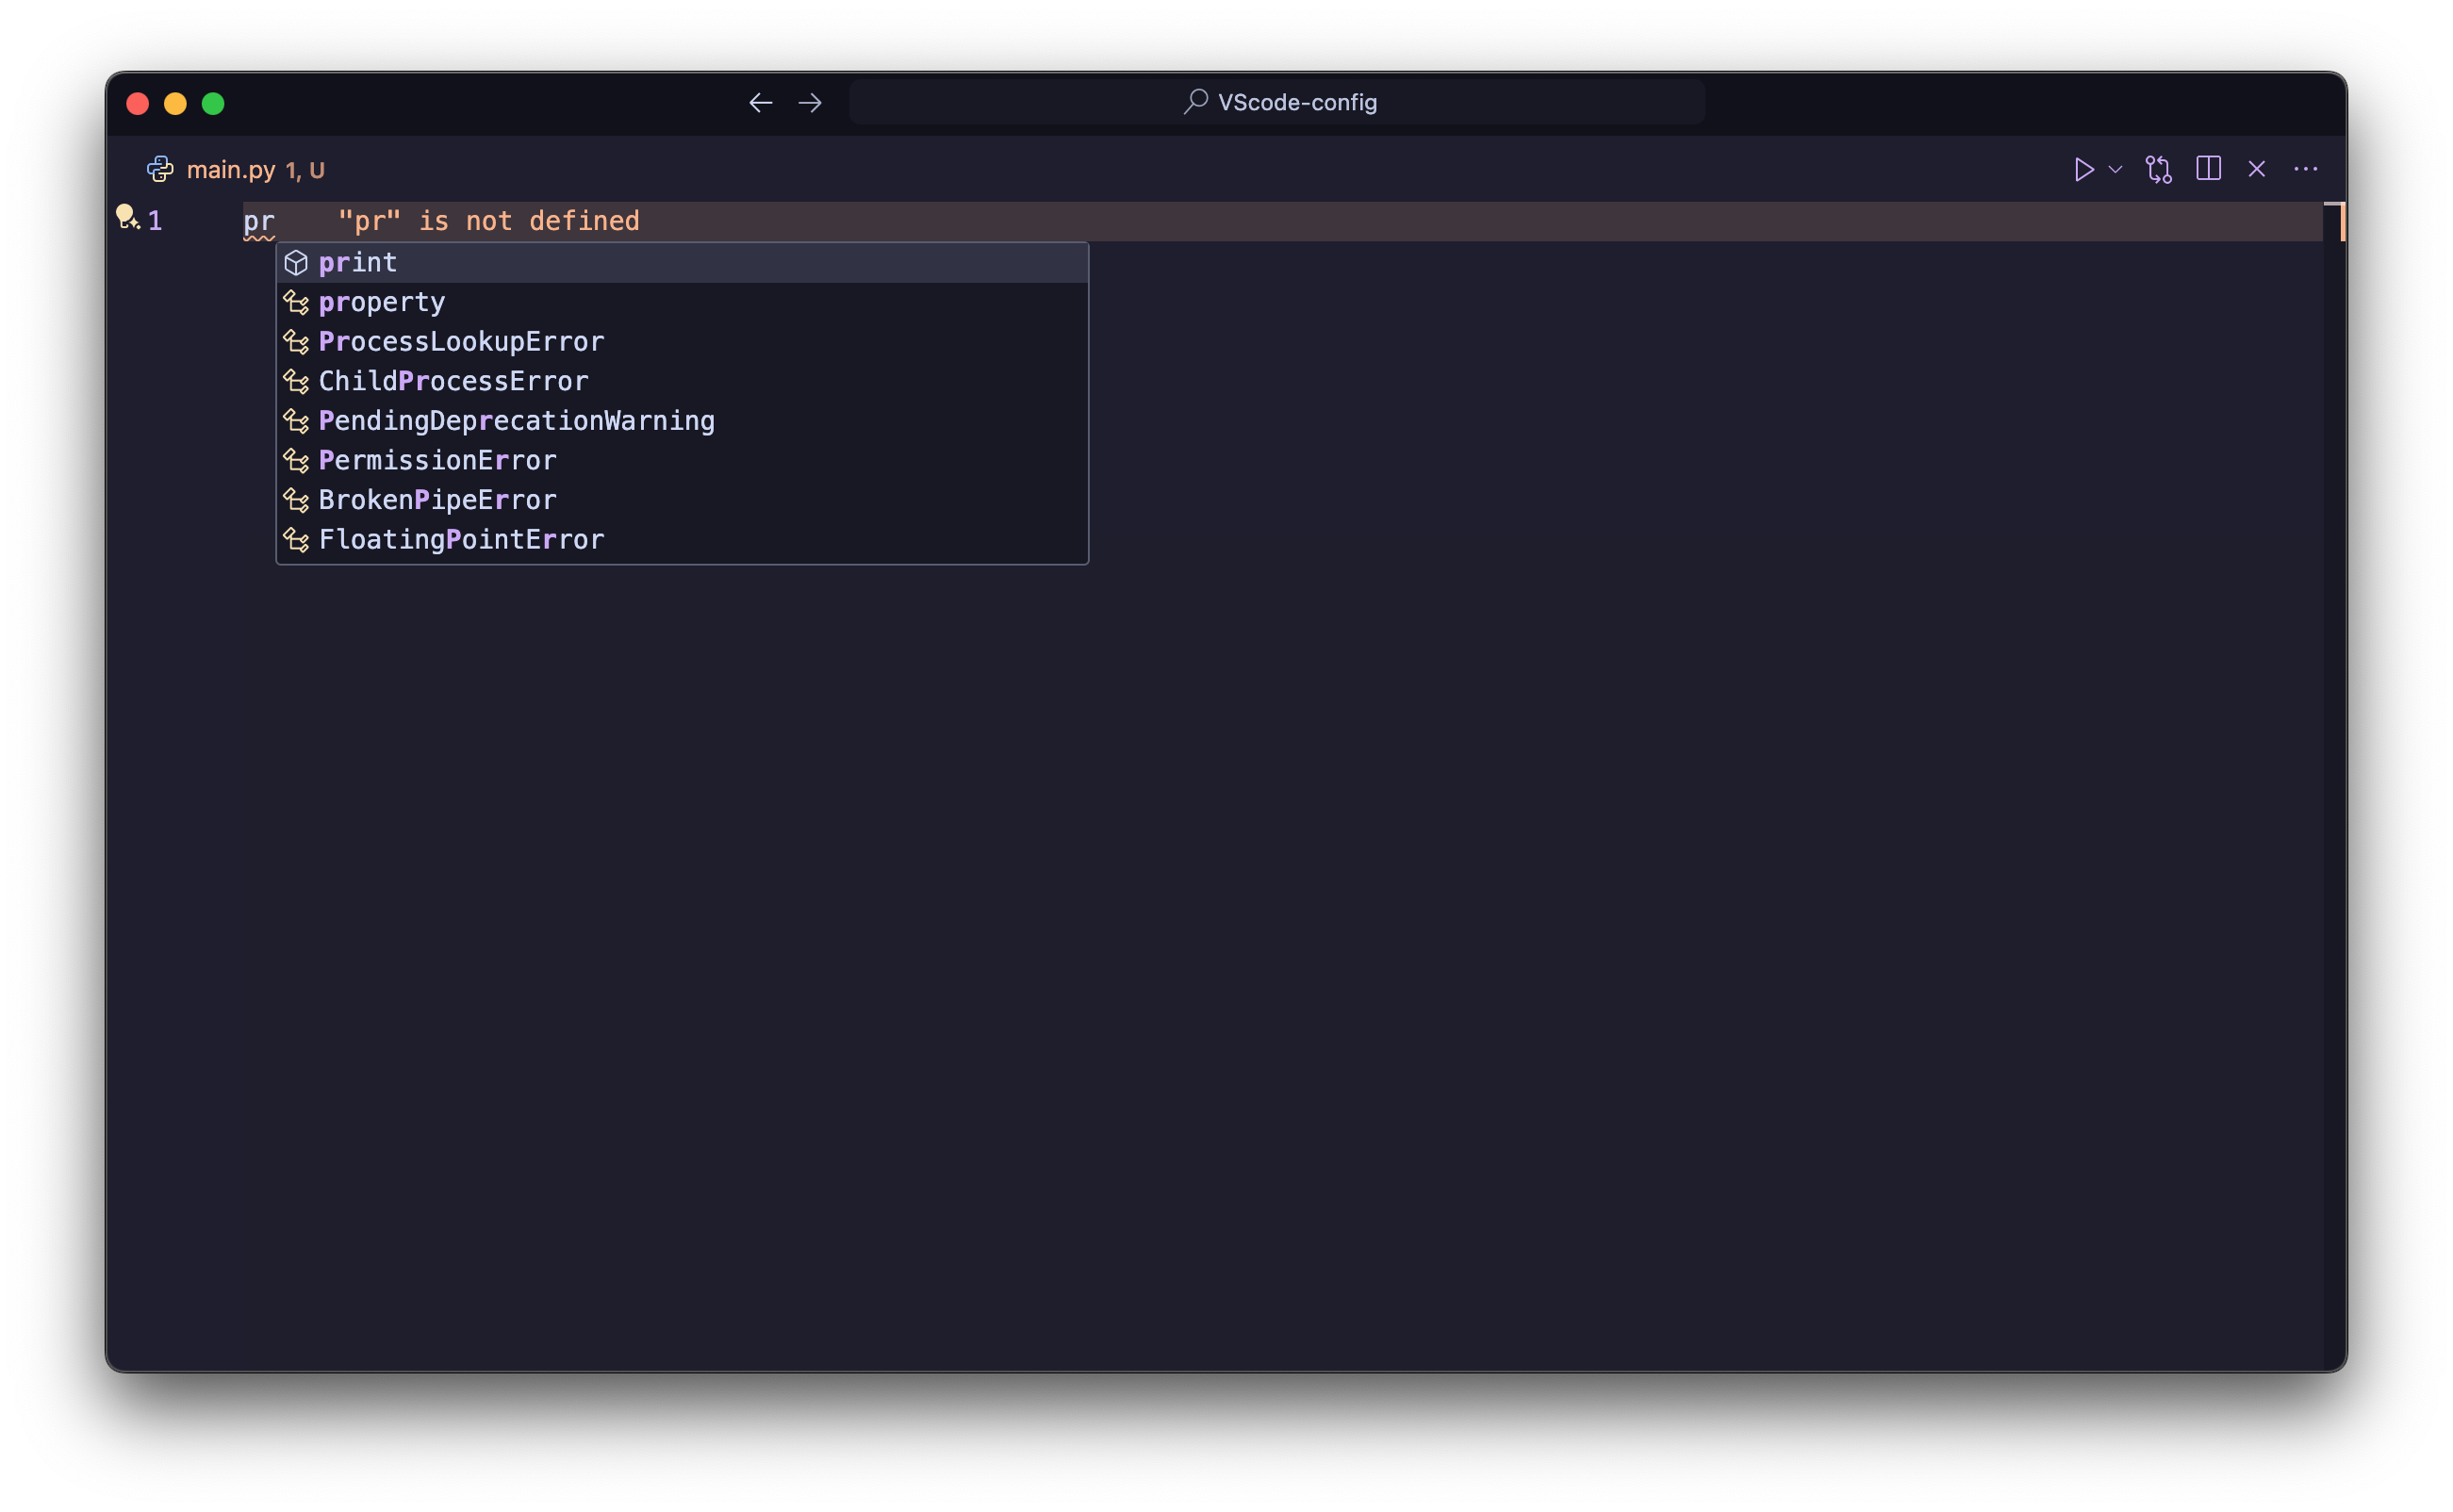 VScode-config
main.py 1, U
1 pr "pr" is not defined
print
property
ProcessLookupError
ChildProcessError
PendingDeprecationWarning
PermissionError
BrokenPipeError
FloatingPointError